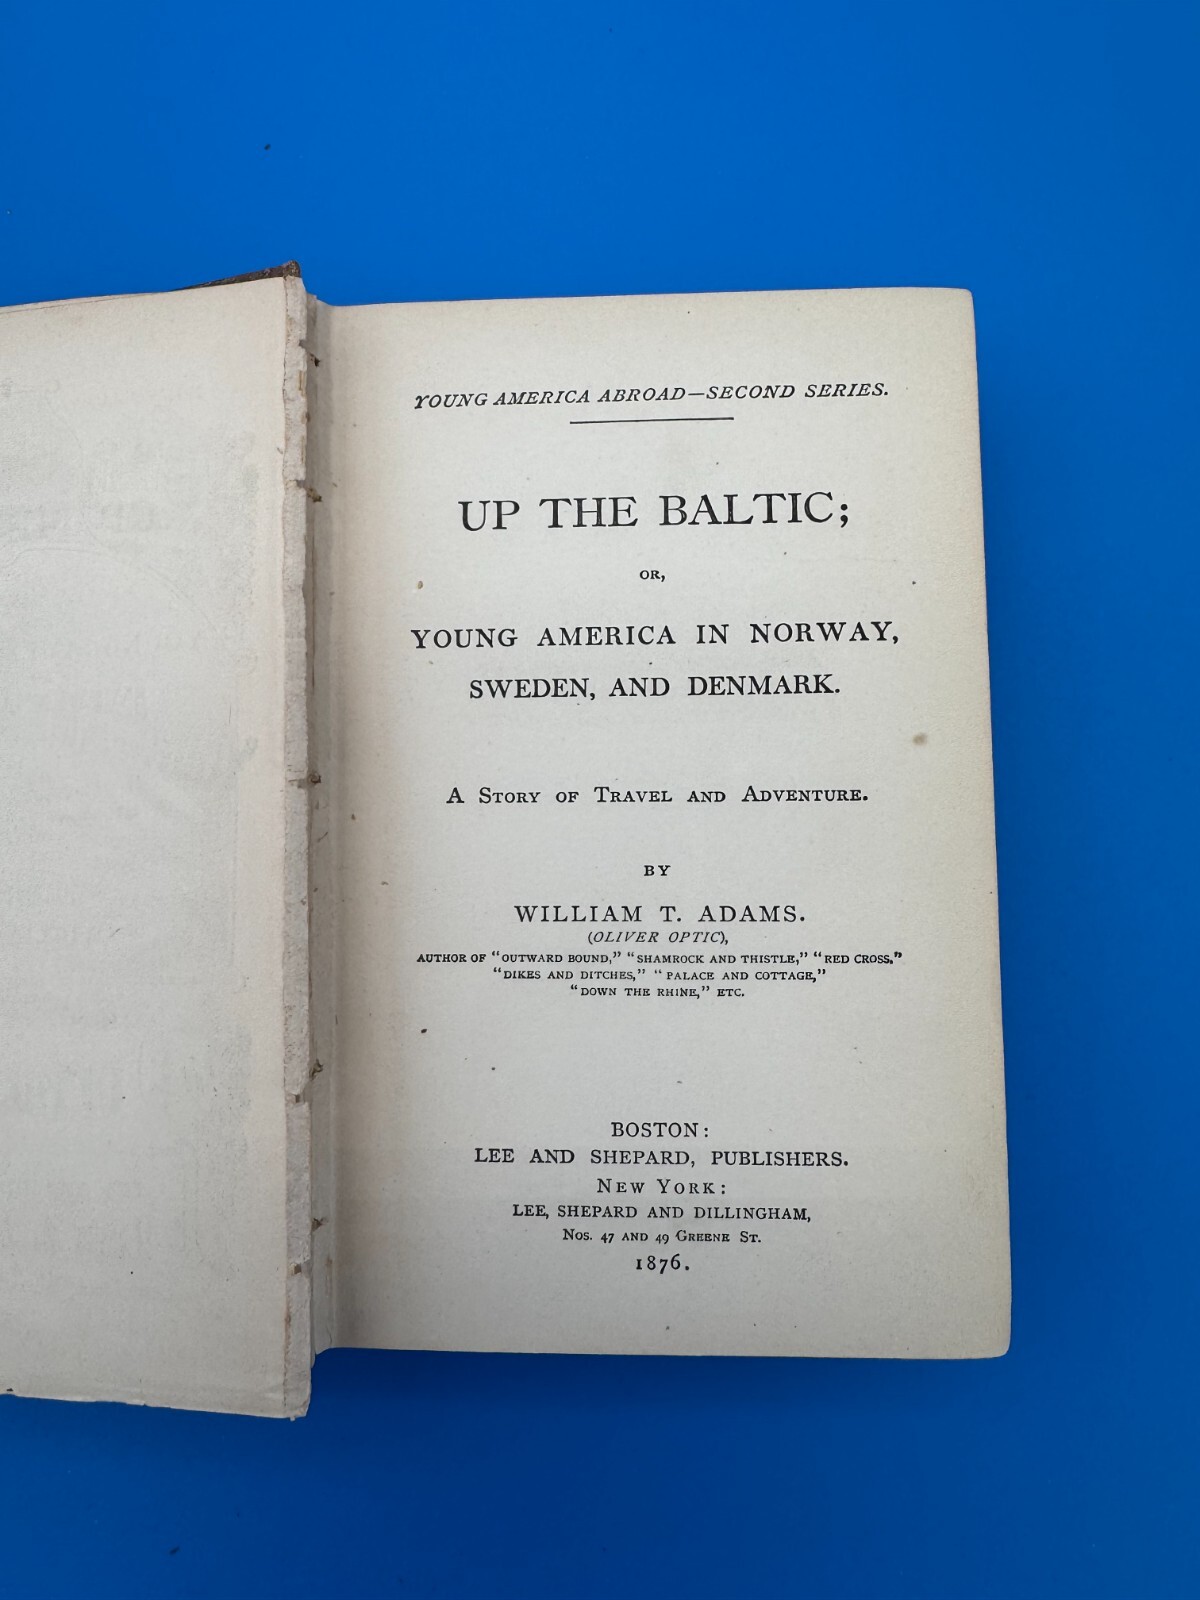 YOUNG AMERICA ABROAD—SECOND SERIES.
UP THE BALTIC;
OR,
YOUNG AMERICA IN NORWAY,
SWEDEN, AND DENMARK.
A STORY OF TRAVEL AND ADVENTURE.
BY
WILLIAM T. ADAMS.
(OLIVER OPTIC),
AUTHOR OF "OUTWARD BOUND," "SHAMROCK AND THISTLE," "RED CROSS,"
"DIKES AND DITCHES," "PALACE AND COTTAGE,"
"DOWN THE RHINE," ETC.
BOSTON:
LEE AND SHEPARD, PUBLISHERS.
NEW YORK:
LEE, SHEPARD AND DILLINGHAM,
NOS. 47 AND 49 GREENE ST.
1876.